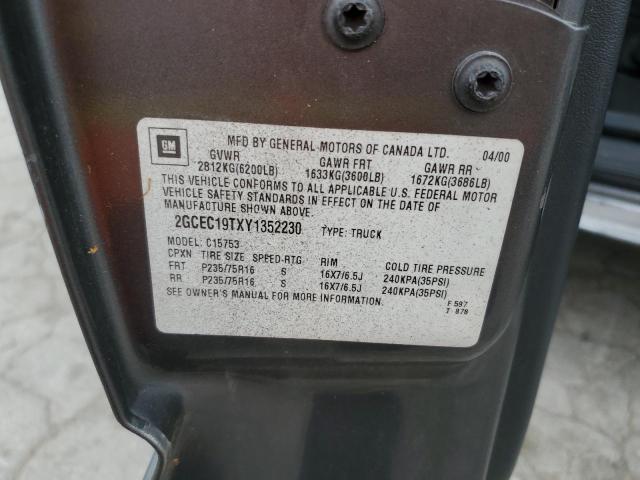 GM
MFD BY GENERAL MOTORS OF CANADA LTD. 04/00
GVWR GAWR FRT GAWR RR
2812KG(6200LB) 1633KG(3600LB) 1672KG(3686LB)
THIS VEHICLE CONFORMS TO ALL APPLICABLE U.S. FEDERAL MOTOR
VEHICLE SAFETY STANDARDS IN EFFECT ON THE DATE OF
MANUFACTURE SHOWN ABOVE.
2GCEC19TXY1352230 TYPE: TRUCK
MODEL: C15753
CPXN TIRE SIZE SPEED-RTG RIM COLD TIRE PRESSURE
FRT P235/75R16 S 16X7/6.5J 240KPA(35PSI)
RR P235/75R16 S 16X7/6.5J 240KPA(35PSI)
SEE OWNER'S MANUAL FOR MORE INFORMATION.
F 597
T 878